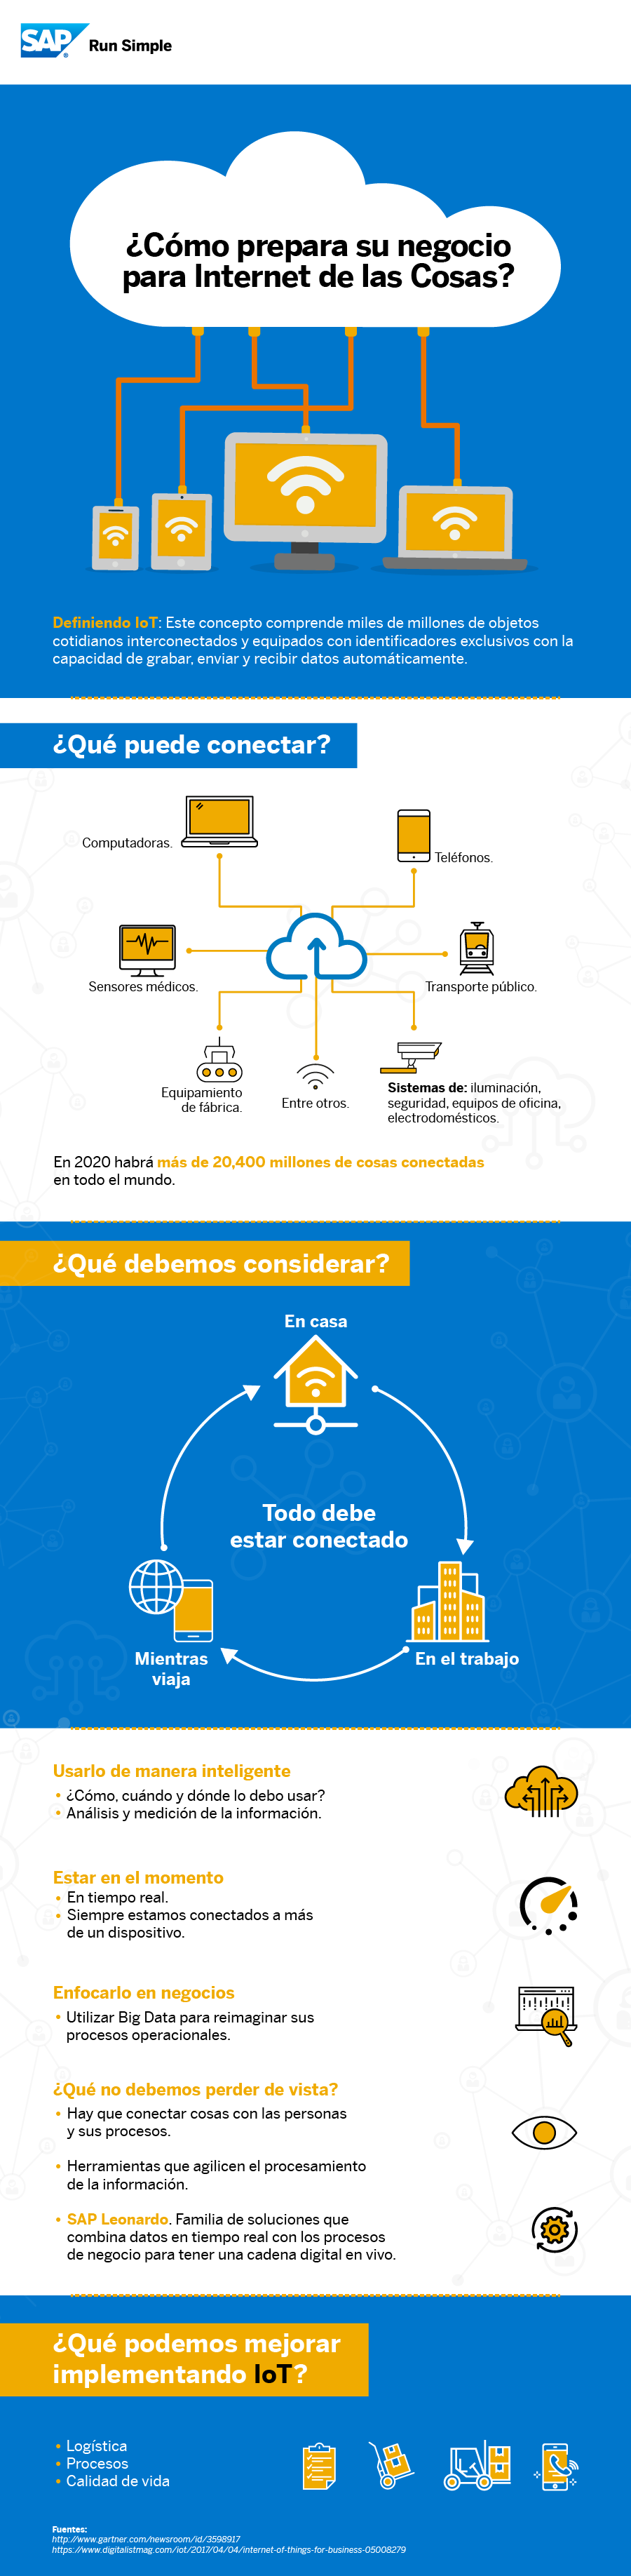 SAP
Run Simple
¿Cómo prepara su negocio
para Internet de las Cosas?
Definiendo IoT: Este concepto comprende miles de millones de objetos
cotidianos interconectados y equipados con identificadores exclusivos con la
capacidad de grabar, enviar y recibir datos automáticamente.
¿Qué puede conectar?
Computadoras.
Teléfonos.
Sensores médicos.
Transporte público.
Equipamiento
de fábrica.
Entre otros.
Sistemas de: iluminación,
seguridad, equipos de oficina,
electrodomésticos.
En 2020 habrá más de 20,400 millones de cosas conectadas
en todo el mundo.
¿Qué debemos considerar?
En casa
Todo debe
estar conectado
Mientras
viaja
En el trabajo
Usarlo de manera inteligente
• ¿Cómo, cuándo y dónde lo debo usar?
• Análisis y medición de la información.
Estar en el momento
• En tiempo real.
• Siempre estamos conectados a más
de un dispositivo.
Enfocarlo en negocios
• Utilizar Big Data para reimaginar sus
procesos operacionales.
¿Qué no debemos perder de vista?
• Hay que conectar cosas con las personas
y sus procesos.
• Herramientas que agilicen el procesamiento
de la información.
• SAP Leonardo. Familia de soluciones que
combina datos en tiempo real con los procesos
de negocio para tener una cadena digital en vivo.
¿Qué podemos mejorar
implementando IoT?
• Logística
• Procesos
• Calidad de vida
Fuentes:
http://www.gartner.com/newsroom/id/3598917
https://www.digitalistmag.com/iot/2017/04/04/internet-of-things-for-business-05008279